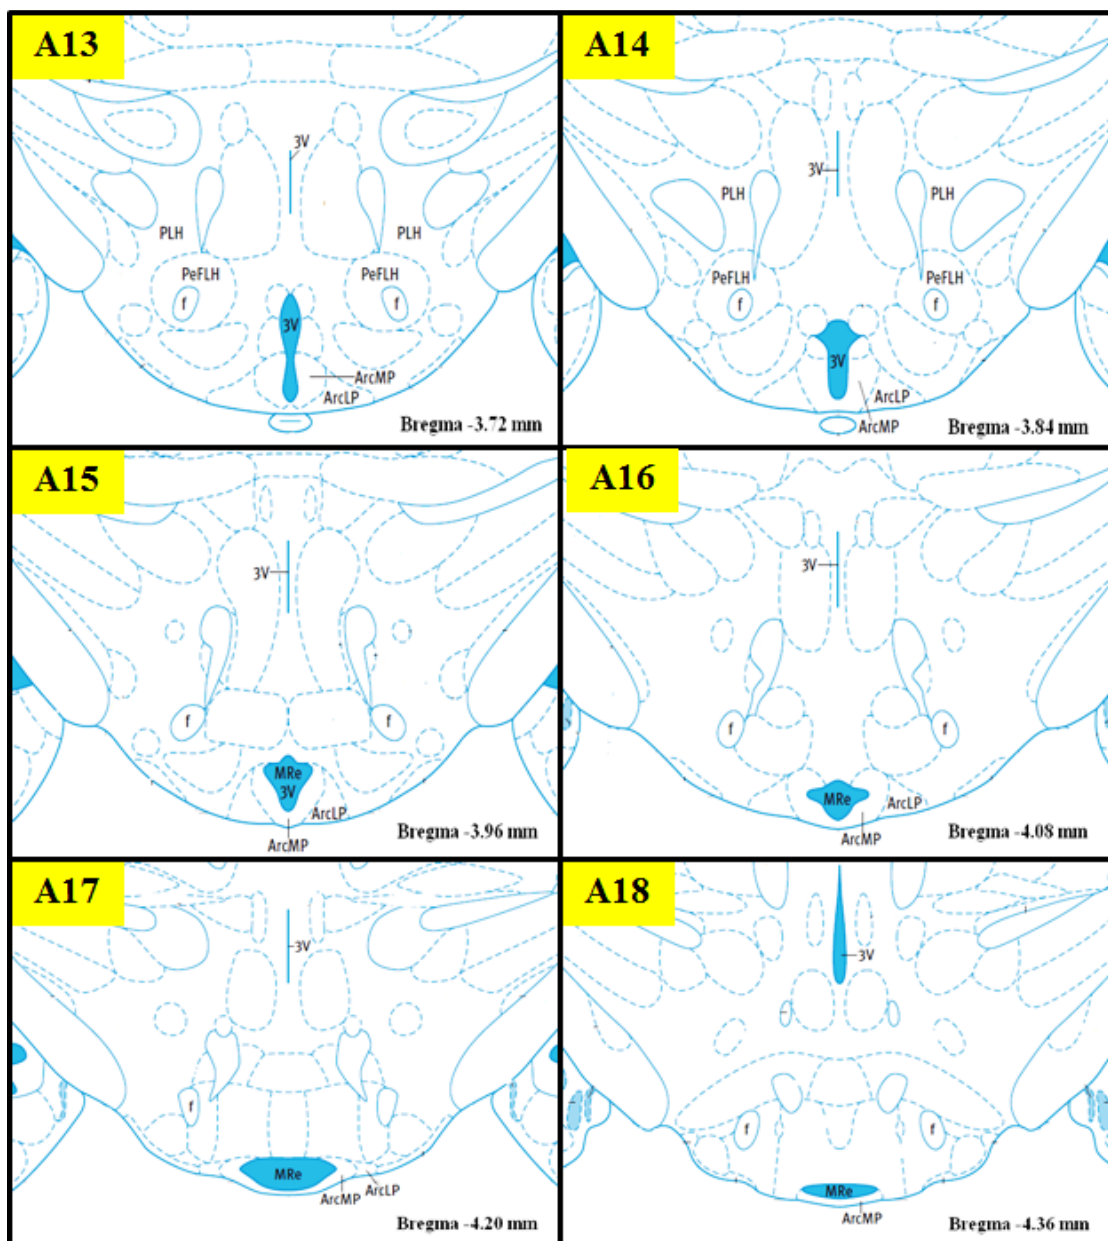 A13
3V
PLH
PLH
PeFLH
PeFLH
f
f
3V
ArcMP
ArcLP
Bregma -3.72 mm
A14
3V
PLH
PLH
PeFLH
PeFLH
f
f
3V
ArcLP
ArcMP
Bregma -3.84 mm
A15
3V
f
f
MRe
3V
ArcLP
ArcMP
Bregma -3.96 mm
A16
3V
f
f
MRe
ArcLP
ArcMP
Bregma -4.08 mm
A17
3V
f
MRe
ArcLP
ArcMP
Bregma -4.20 mm
A18
3V
f
f
MRe
ArcMP
Bregma -4.36 mm